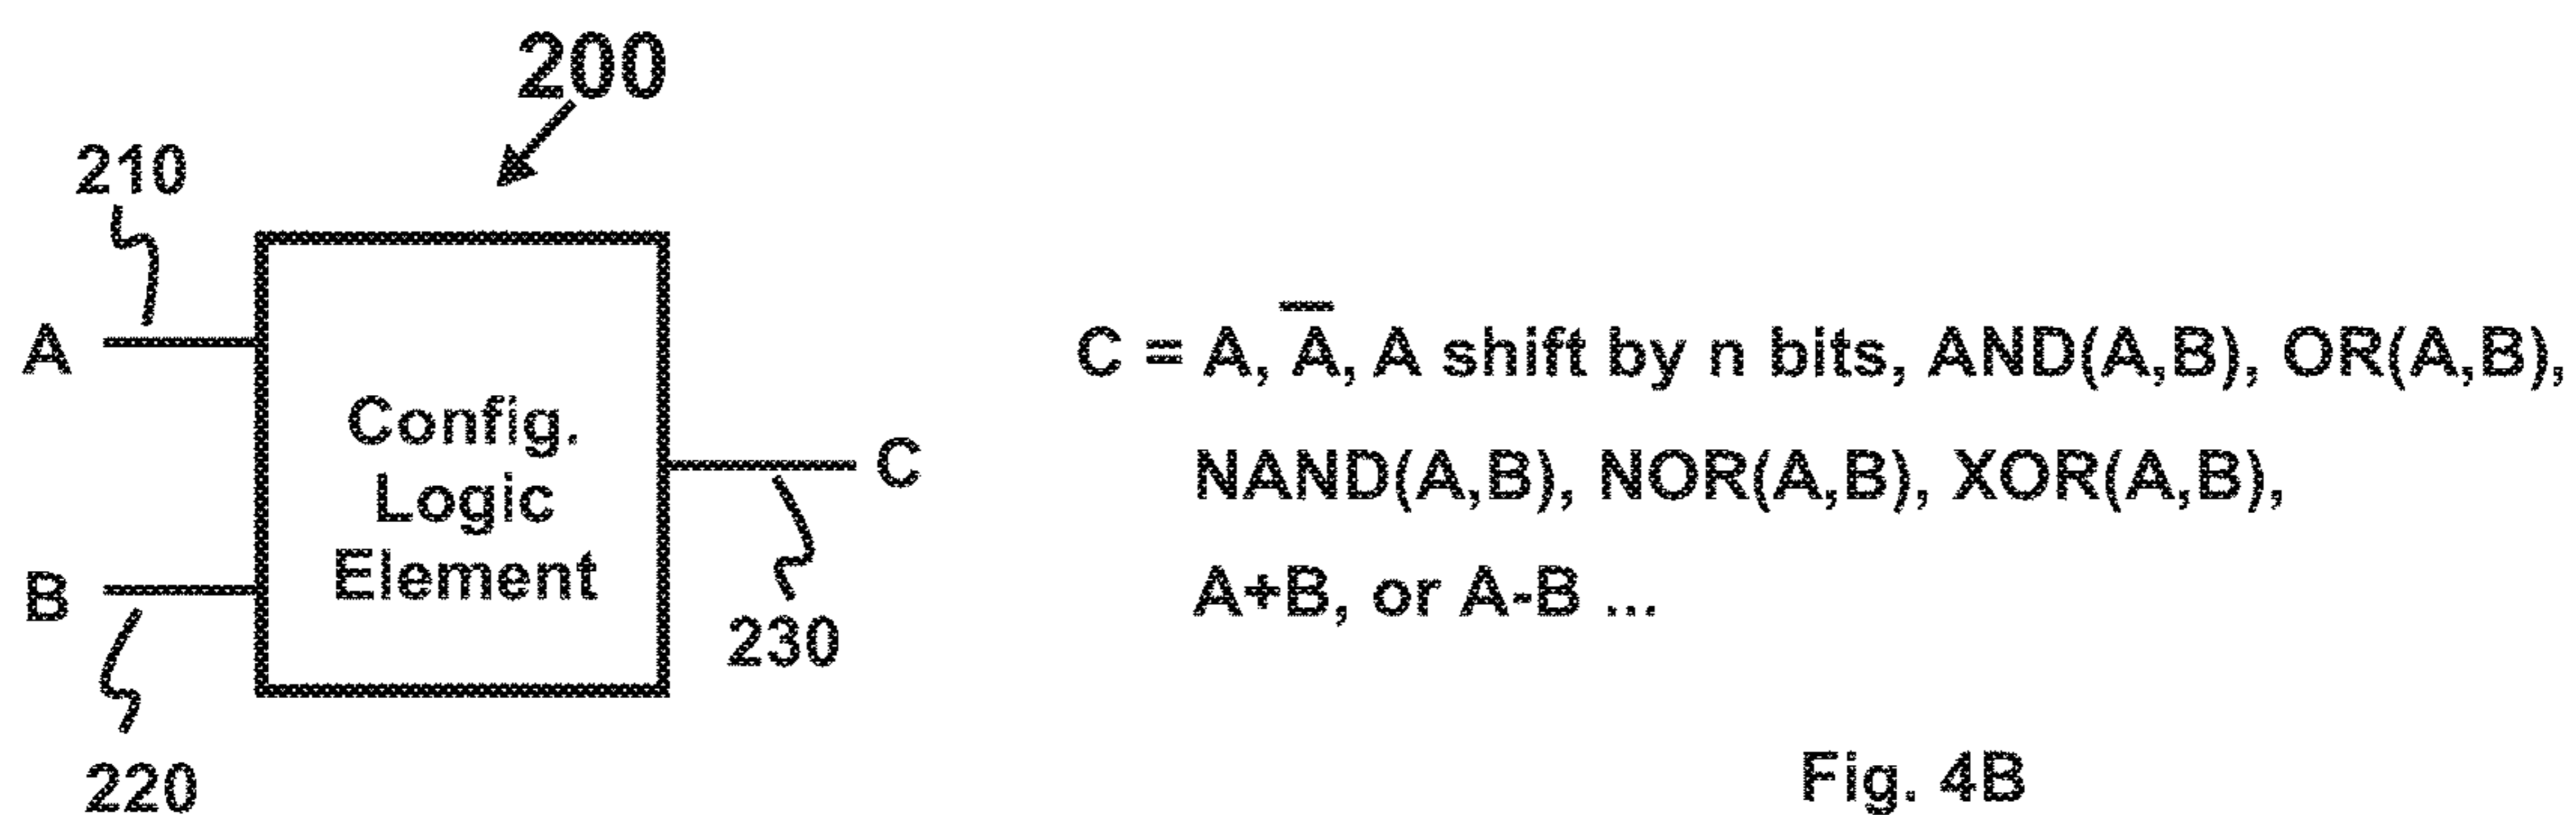 200
210
A
Config.
Logic
Element
B
C
220
230
C = A, A̅, A shift by n bits, AND(A,B), OR(A,B),
NAND(A,B), NOR(A,B), XOR(A,B),
A+B, or A-B ...
Fig. 4B